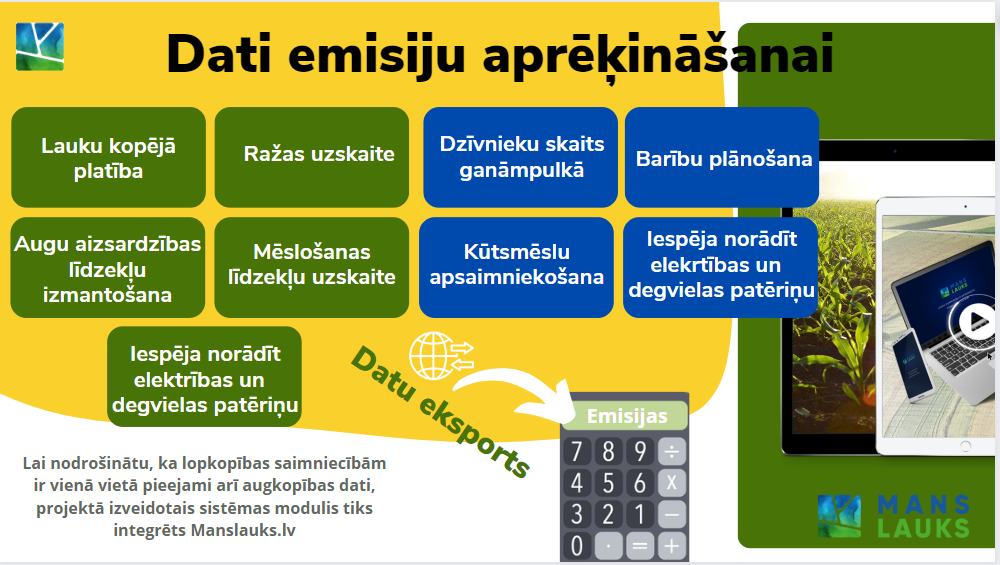 Dati emisiju aprēķināšanai
Lauku kopējā
platība
Ražas uzskaite
Dzīvnieku skaits
ganāmpulkā
Barību plānošana
Augu aizsardzības
līdzekļu
izmantošana
Mēslošanas
līdzekļu uzskaite
Kūtsmēslu
apsaimniekošana
Iespēja norādīt
elekrtības un
degvielas patēriņu
Iespēja norādīt
elektrības un
degvielas patēriņu
Datu eksports
Emisijas
7 8 9 ÷
4 5 6 X
3 2 1 −
0 · = +
Lai nodrošinātu, ka lopkopības saimniecībām
ir vienā vietā pieejami arī augkopības dati,
projektā izveidotais sistēmas modulis tiks
integrēts Manslauks.lv
MANS
LAUKS
MANS
LAUKS